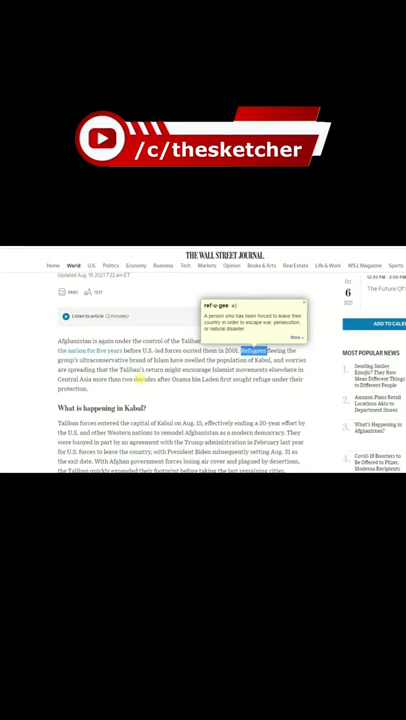 /c/thesketcher
THE WALL STREET JOURNAL.
Home World U.S. Politics Economy Business Tech Markets Opinion Books & Arts Real Estate Life & Work WSJ. Magazine Sports
Updated Aug. 19, 2021 7:22 am ET
PRINT TEXT
Listen to article (2 minutes)
ref·u·gee
A person who has been forced to leave their
country in order to escape war, persecution,
or natural disaster.
More »
Afghanistan is again under the control of the Taliban
the nation for five years before U.S.-led forces ousted them in 2001. Refugees fleeing the
group's ultraconservative brand of Islam have swelled the population of Kabul, and worries
are spreading that the Taliban's return might encourage Islamist movements elsewhere in
Central Asia more than two decades after Osama bin Laden first sought refuge under their
protection.
What is happening in Kabul?
Taliban forces entered the capital of Kabul on Aug. 15, effectively ending a 20-year effort by
the U.S. and other Western nations to remodel Afghanistan as a modern democracy. They
were buoyed in part by an agreement with the Trump administration in February last year
for U.S. forces to leave the country, with President Biden subsequently setting Aug. 31 as
the exit date. With Afghan government forces losing air cover and plagued by desertions,
the Taliban quickly expanded their footprint before taking the last remaining cities.
Oct
6
2021
12:00 PM - 2:00 PM
The Future Of
ADD TO CALE
MOST POPULAR NEWS
1. Sending Smiley
Emojis? They Now
Mean Different Things
to Different People
2. Amazon Plans Retail
Locations Akin to
Department Stores
3. What's Happening in
Afghanistan?
4. Covid-19 Boosters to
Be Offered to Pfizer,
Moderna Recipients